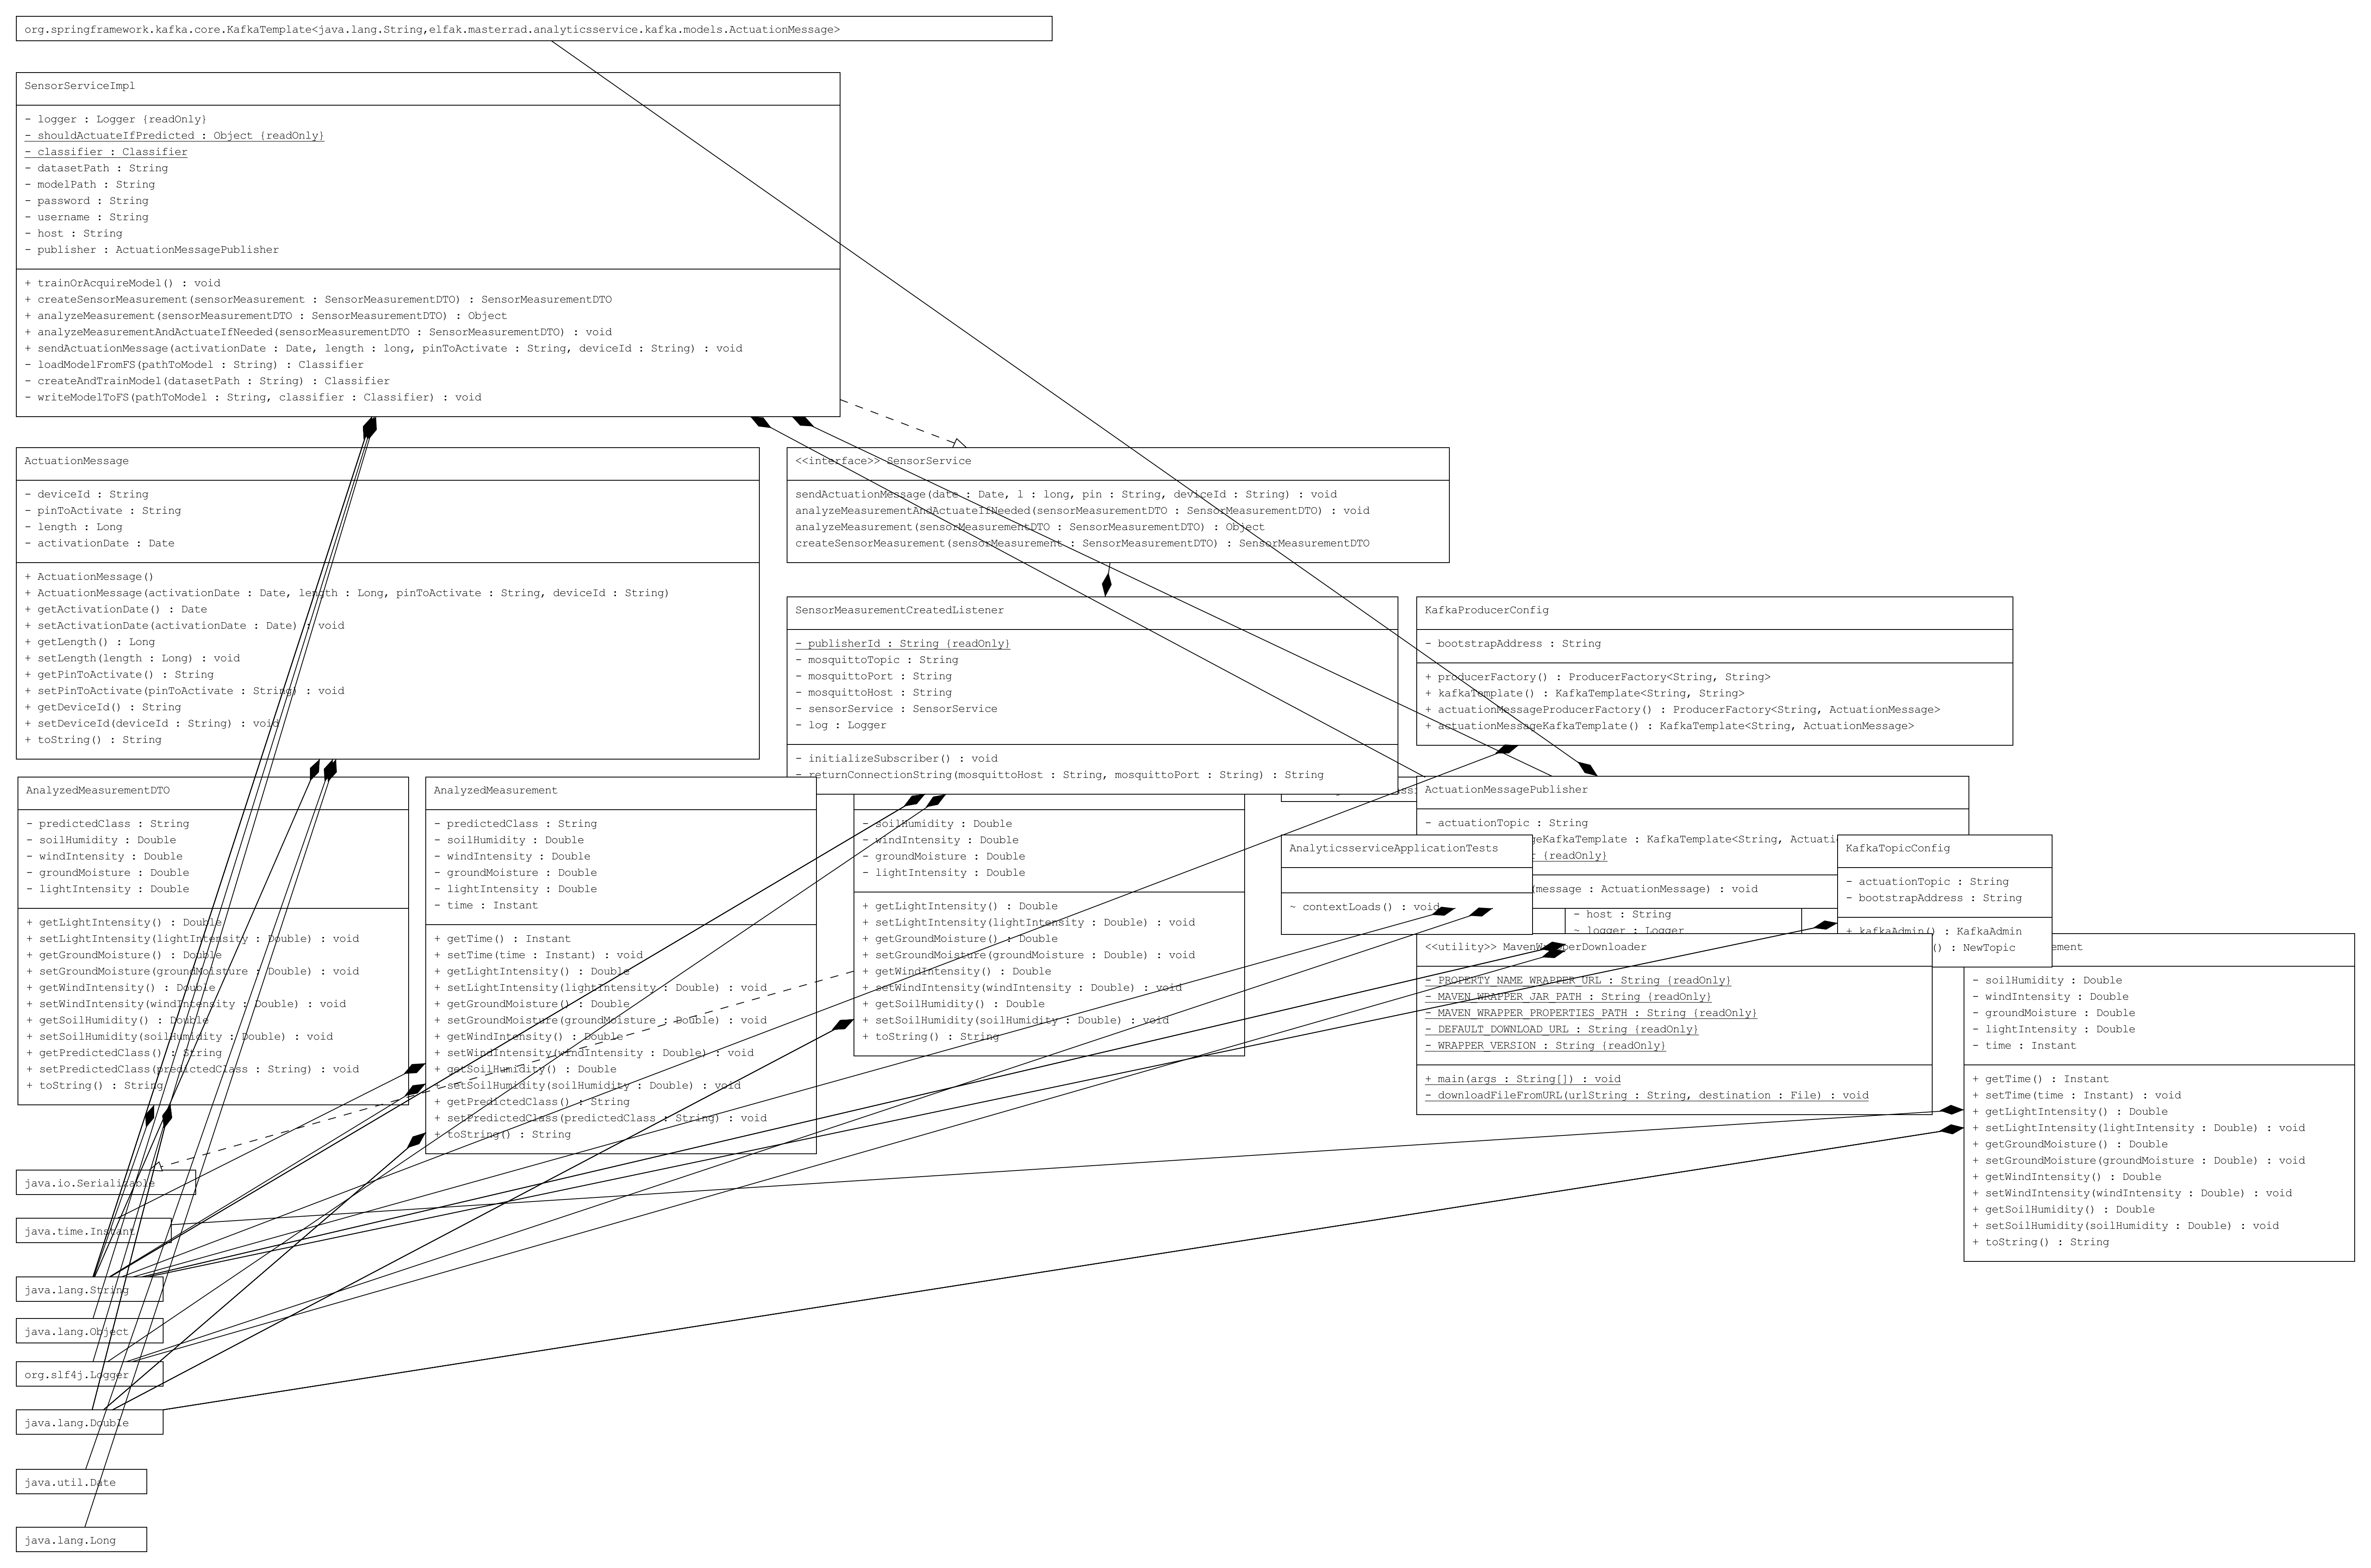 org.springframework.kafka.core.KafkaTemplate<java.lang.String,elfak.masterrad.analyticsservice.kafka.models.ActuationMessage>
SensorServiceImpl
- logger : Logger {readOnly}
- shouldActuateIfPredicted : Object {readOnly}
- classifier : Classifier
- datasetPath : String
- modelPath : String
- password : String
- username : String
- host : String
- publisher : ActuationMessagePublisher
+ trainOrAcquireModel() : void
+ createSensorMeasurement(sensorMeasurement : SensorMeasurementDTO) : SensorMeasurementDTO
+ analyzeMeasurement(sensorMeasurementDTO : SensorMeasurementDTO) : Object
+ analyzeMeasurementAndActuateIfNeeded(sensorMeasurementDTO : SensorMeasurementDTO) : void
+ sendActuationMessage(activationDate : Date, length : long, pinToActivate : String, deviceId : String) : void
- loadModelFromFS(pathToModel : String) : Classifier
- createAndTrainModel(datasetPath : String) : Classifier
- writeModelToFS(pathToModel : String, classifier : Classifier) : void
ActuationMessage
- deviceId : String
- pinToActivate : String
- length : Long
- activationDate : Date
+ ActuationMessage()
+ ActuationMessage(activationDate : Date, length : Long, pinToActivate : String, deviceId : String)
+ getActivationDate() : Date
+ setActivationDate(activationDate : Date) : void
+ getLength() : Long
+ setLength(length : Long) : void
+ getPinToActivate() : String
+ setPinToActivate(pinToActivate : String) : void
+ getDeviceId() : String
+ setDeviceId(deviceId : String) : void
+ toString() : String
<<interface>> SensorService
sendActuationMessage(date : Date, l : long, pin : String, deviceId : String) : void
analyzeMeasurementAndActuateIfNeeded(sensorMeasurementDTO : SensorMeasurementDTO) : void
analyzeMeasurement(sensorMeasurementDTO : SensorMeasurementDTO) : Object
createSensorMeasurement(sensorMeasurement : SensorMeasurementDTO) : SensorMeasurementDTO
SensorMeasurementCreatedListener
- publisherId : String {readOnly}
- mosquittoTopic : String
- mosquittoPort : String
- mosquittoHost : String
- sensorService : SensorService
- log : Logger
- initializeSubscriber() : void
- returnConnectionString(mosquittoHost : String, mosquittoPort : String) : String
KafkaProducerConfig
- bootstrapAddress : String
+ producerFactory() : ProducerFactory<String, String>
+ kafkaTemplate() : KafkaTemplate<String, String>
+ actuationMessageProducerFactory() : ProducerFactory<String, ActuationMessage>
+ actuationMessageKafkaTemplate() : KafkaTemplate<String, ActuationMessage>
AnalyzedMeasurementDTO
- predictedClass : String
- soilHumidity : Double
- windIntensity : Double
- groundMoisture : Double
- lightIntensity : Double
+ getLightIntensity() : Double
+ setLightIntensity(lightIntensity : Double) : void
+ getGroundMoisture() : Double
+ setGroundMoisture(groundMoisture : Double) : void
+ getWindIntensity() : Double
+ setWindIntensity(windIntensity : Double) : void
+ getSoilHumidity() : Double
+ setSoilHumidity(soilHumidity : Double) : void
+ getPredictedClass() : String
+ setPredictedClass(predictedClass : String) : void
+ toString() : String
AnalyzedMeasurement
- predictedClass : String
- soilHumidity : Double
- windIntensity : Double
- groundMoisture : Double
- lightIntensity : Double
- time : Instant
+ getTime() : Instant
+ setTime(time : Instant) : void
+ getLightIntensity() : Double
+ setLightIntensity(lightIntensity : Double) : void
+ getGroundMoisture() : Double
+ setGroundMoisture(groundMoisture : Double) : void
+ getWindIntensity() : Double
+ setWindIntensity(windIntensity : Double) : void
+ getSoilHumidity() : Double
+ setSoilHumidity(soilHumidity : Double) : void
+ getPredictedClass() : String
+ setPredictedClass(predictedClass : String) : void
+ toString() : String
- soilHumidity : Double
- windIntensity : Double
- groundMoisture : Double
- lightIntensity : Double
+ getLightIntensity() : Double
+ setLightIntensity(lightIntensity : Double) : void
+ getGroundMoisture() : Double
+ setGroundMoisture(groundMoisture : Double) : void
+ getWindIntensity() : Double
+ setWindIntensity(windIntensity : Double) : void
+ getSoilHumidity() : Double
+ setSoilHumidity(soilHumidity : Double) : void
+ toString() : String
ActuationMessagePublisher
- actuationTopic : String
geKafkaTemplate : KafkaTemplate<String, Actuati
{readOnly}
(message : ActuationMessage) : void
AnalyticsserviceApplicationTests
~ contextLoads() : void
- host : String
~ logger : Logger
KafkaTopicConfig
- actuationTopic : String
- bootstrapAddress : String
+ kafkaAdmin() : KafkaAdmin
() : NewTopic
<<utility>> MavenWrapperDownloader
- PROPERTY_NAME_WRAPPER_URL : String {readOnly}
- MAVEN_WRAPPER_JAR_PATH : String {readOnly}
- MAVEN_WRAPPER_PROPERTIES_PATH : String {readOnly}
- DEFAULT_DOWNLOAD_URL : String {readOnly}
- WRAPPER_VERSION : String {readOnly}
+ main(args : String[]) : void
- downloadFileFromURL(urlString : String, destination : File) : void
ement
- soilHumidity : Double
- windIntensity : Double
- groundMoisture : Double
- lightIntensity : Double
- time : Instant
+ getTime() : Instant
+ setTime(time : Instant) : void
+ getLightIntensity() : Double
+ setLightIntensity(lightIntensity : Double) : void
+ getGroundMoisture() : Double
+ setGroundMoisture(groundMoisture : Double) : void
+ getWindIntensity() : Double
+ setWindIntensity(windIntensity : Double) : void
+ getSoilHumidity() : Double
+ setSoilHumidity(soilHumidity : Double) : void
+ toString() : String
java.io.Serializable
java.time.Instant
java.lang.String
java.lang.Object
org.slf4j.Logger
java.lang.Double
java.util.Date
java.lang.Long